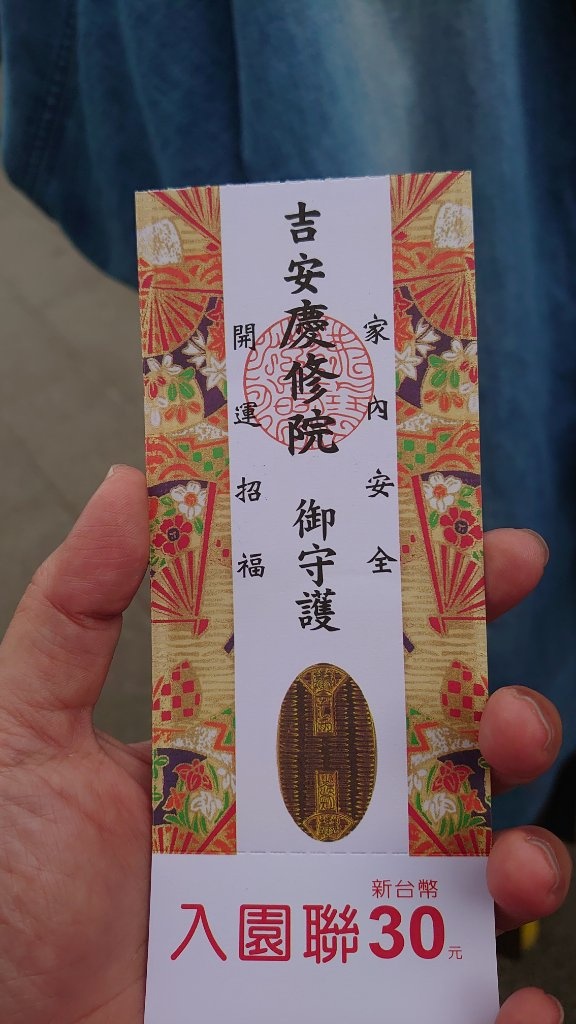 吉安慶修院 御守護
家內安全
開運招福
新台幣
入園聯30元